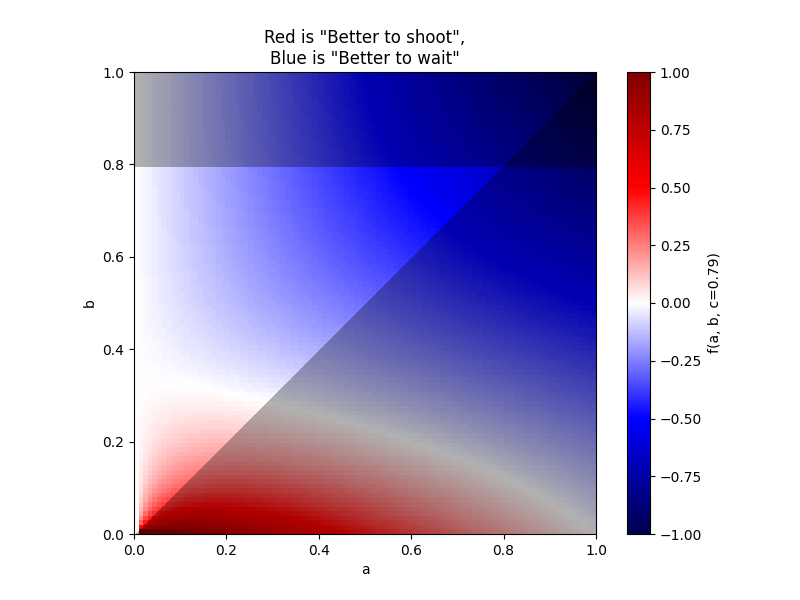 Red is "Better to shoot",
Blue is "Better to wait"
1.0
0.8
0.6
0.4
0.2
0.0
b
0.0 0.2 0.4 0.6 0.8 1.0
a
1.00
0.75
0.50
0.25
0.00
−0.25
−0.50
−0.75
−1.00
f(a, b, c=0.79)